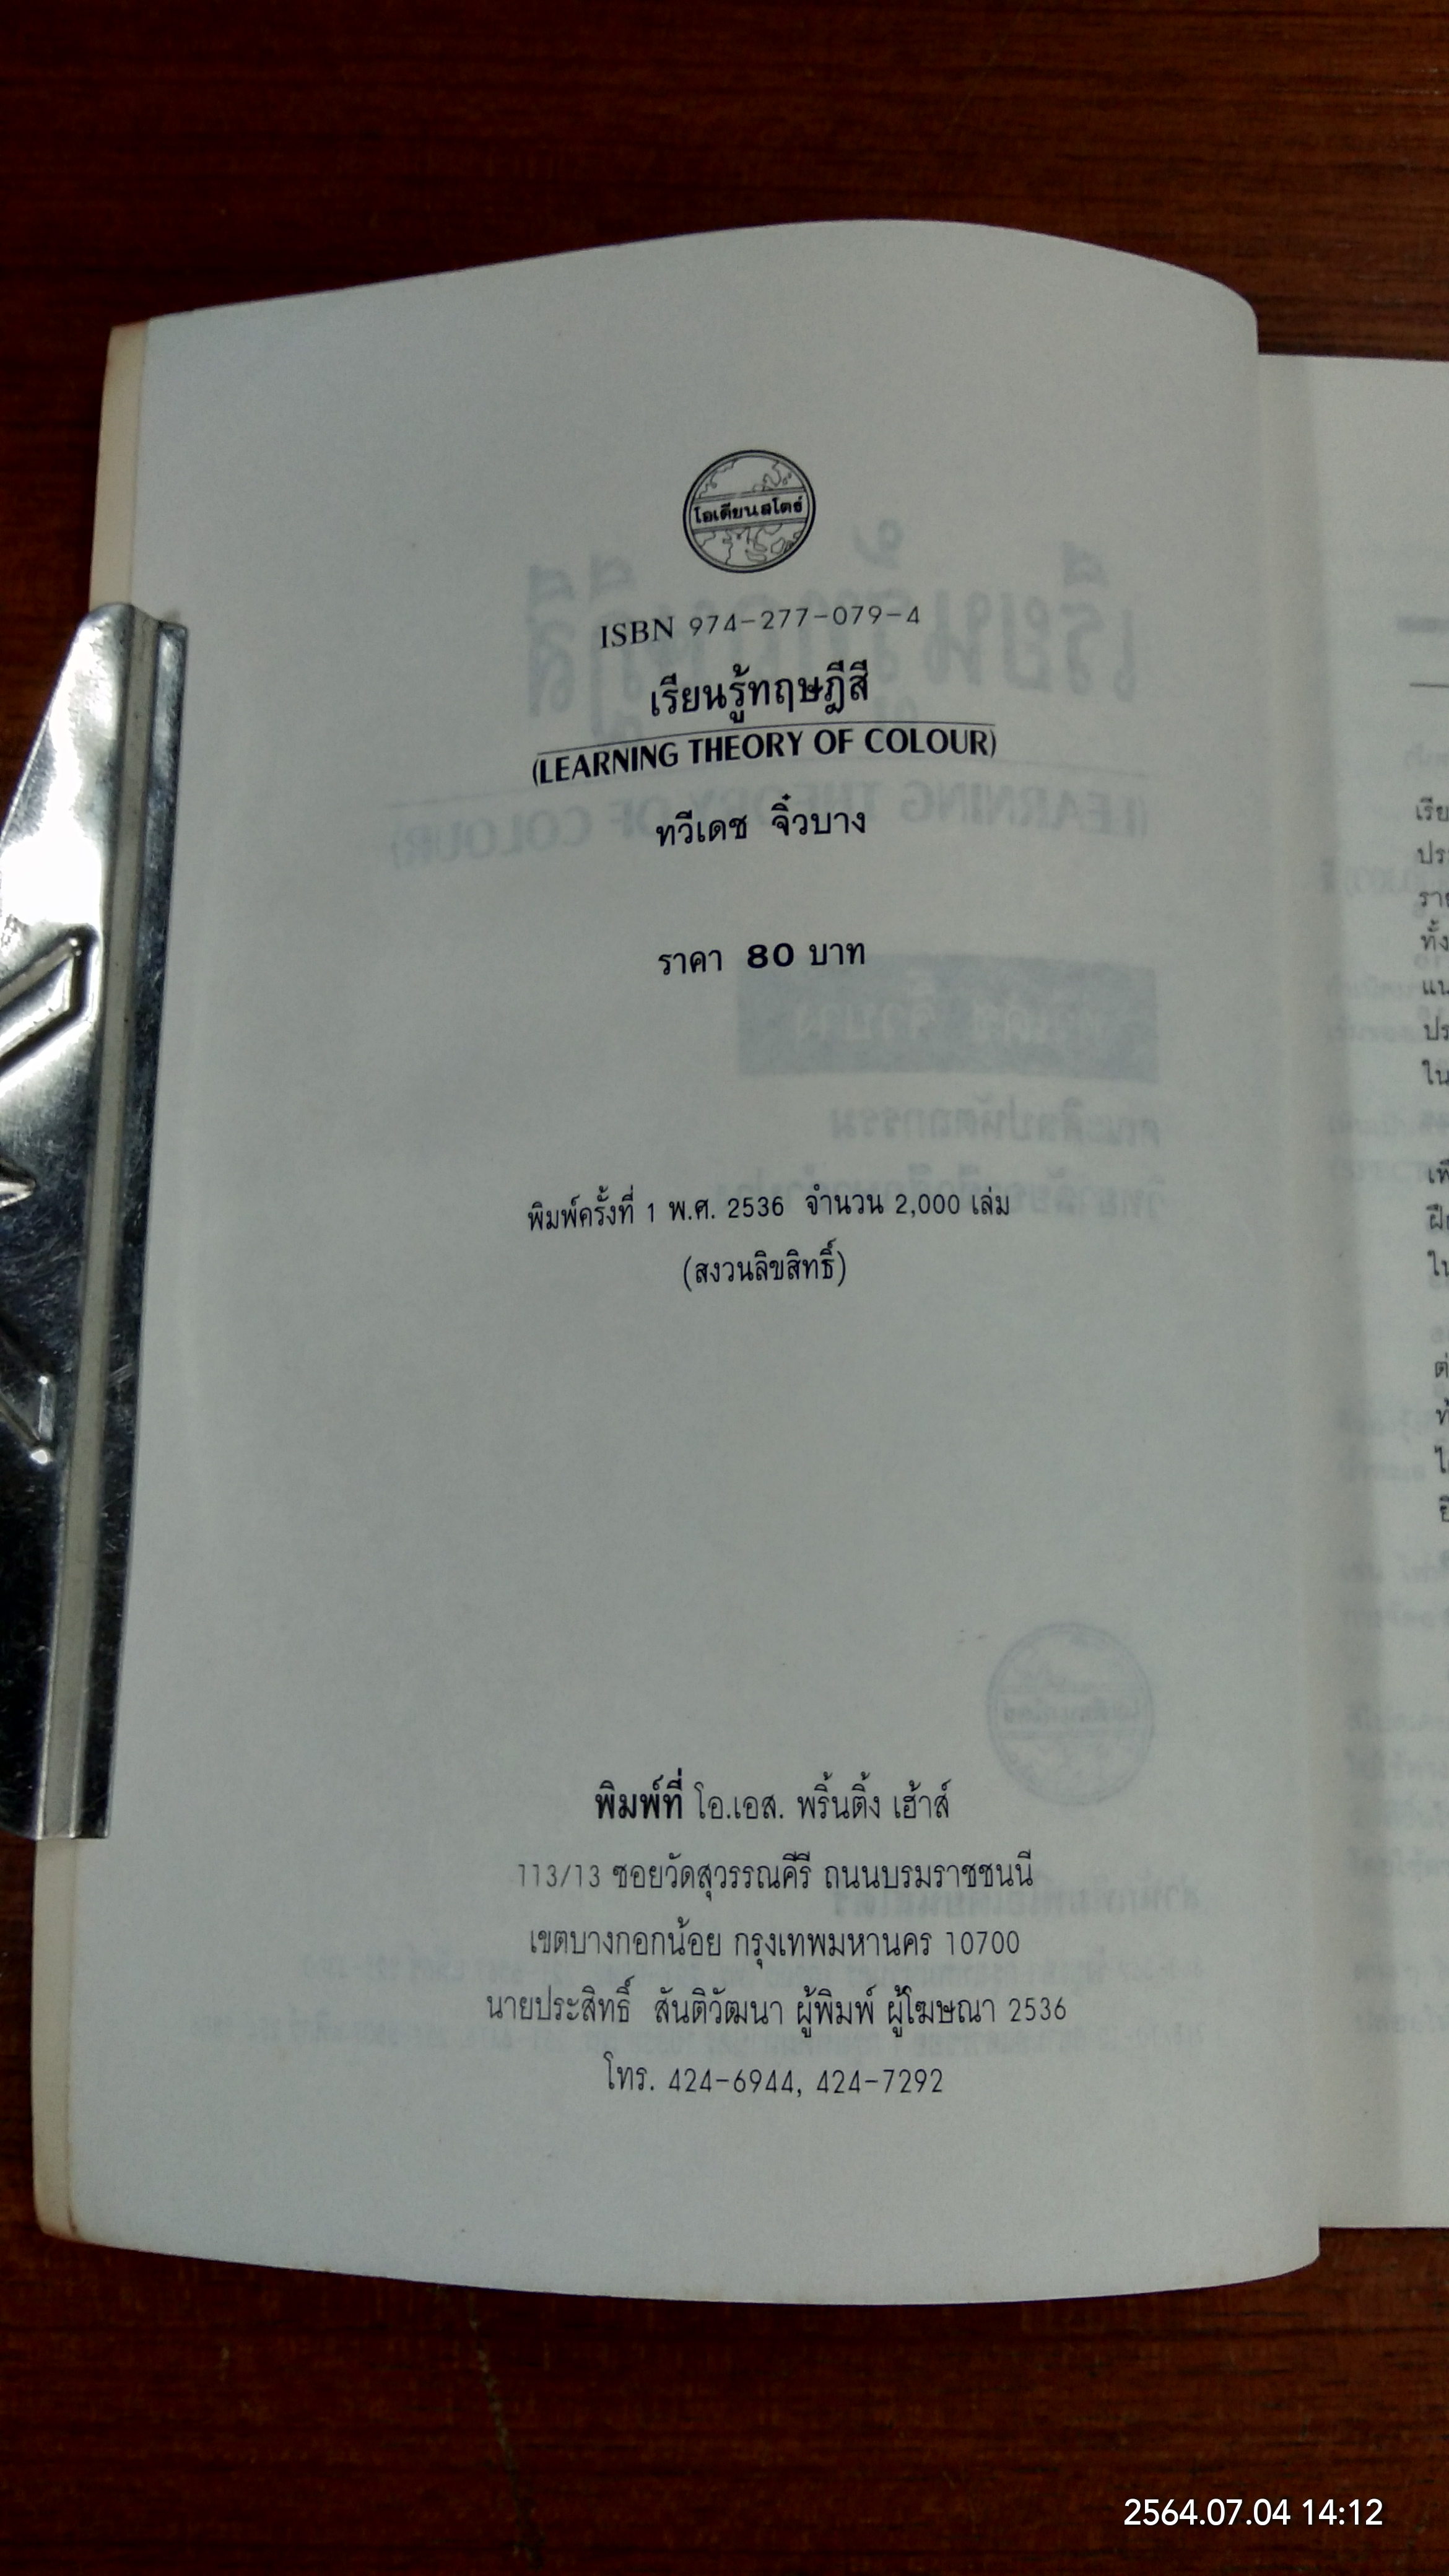 โอเดียนสโตร์
ISBN 974-277-079-4
เรียนรู้ทฤษฎีสี
(LEARNING THEORY OF COLOUR)
ทวีเดช จิ๋วบาง
ราคา 80 บาท
พิมพ์ครั้งที่ 1 พ.ศ. 2536 จำนวน 2,000 เล่ม
(สงวนลิขสิทธิ์)
พิมพ์ที่ โอ.เอส. พริ้นติ้ง เฮ้าส์
113/13 ซอยวัดสุวรรณคีรี ถนนบรมราชชนนี
เขตบางกอกน้อย กรุงเทพมหานคร 10700
นายประสิทธิ์ สันติวัฒนา ผู้พิมพ์ ผู้โฆษณา 2536
โทร. 424-6944, 424-7292
2564.07.04 14:12